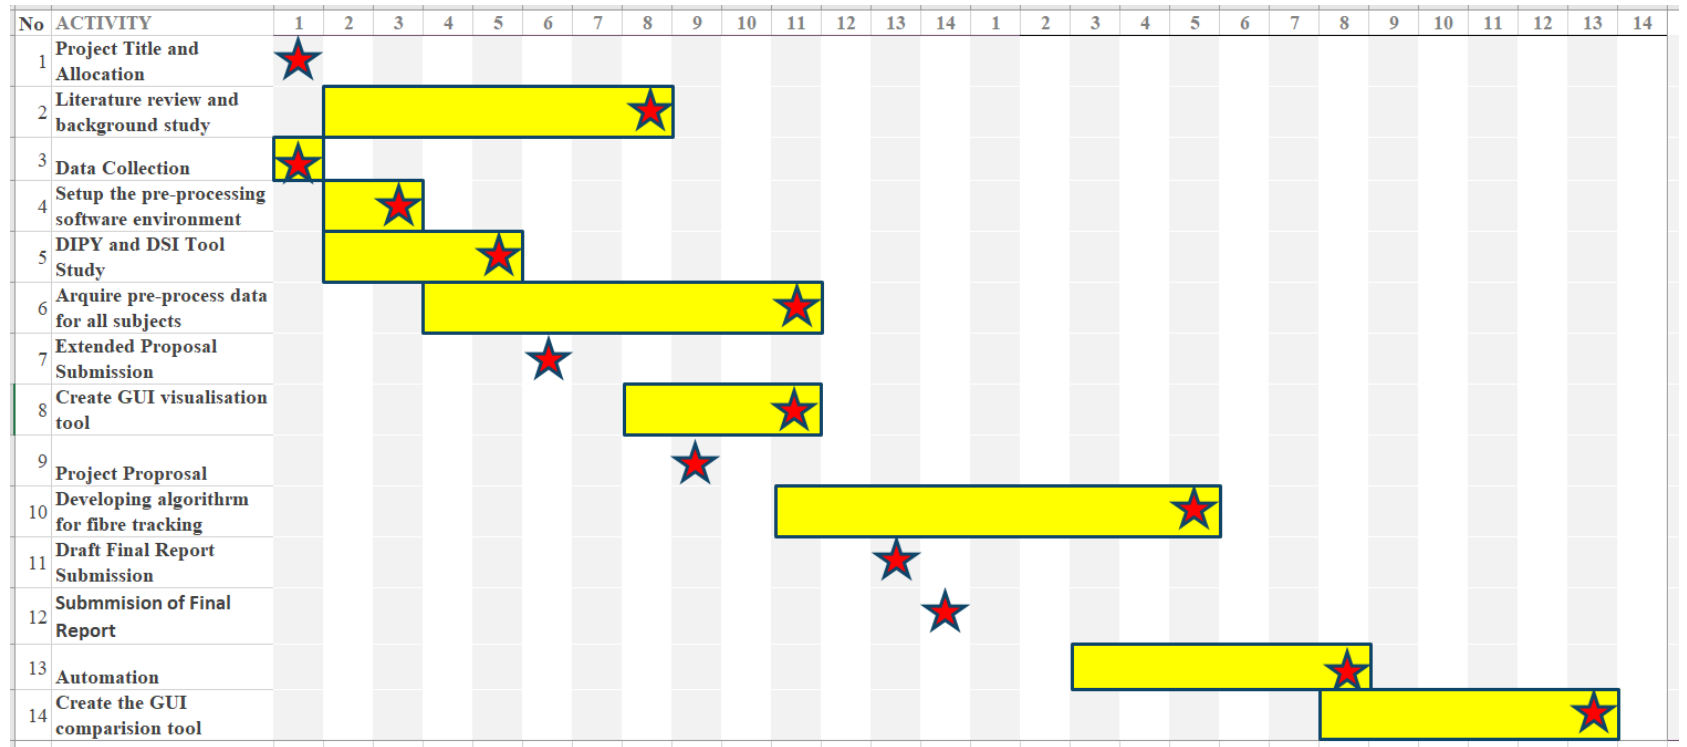 No ACTIVITY 1 2 3 4 5 6 7 8 9 10 11 12 13 14 1 2 3 4 5 6 7 8 9 10 11 12 13 14
1 Project Title and
Allocation
2 Literature review and
background study
3 Data Collection
4 Setup the pre-processing
software environment
5 DIPY and DSI Tool
Study
6 Arquire pre-process data
for all subjects
7 Extended Proposal
Submission
8 Create GUI visualisation
tool
9 Project Proprosal
10 Developing algorithrm
for fibre tracking
11 Draft Final Report
Submission
12 Submmision of Final
Report
13 Automation
14 Create the GUI
comparision tool